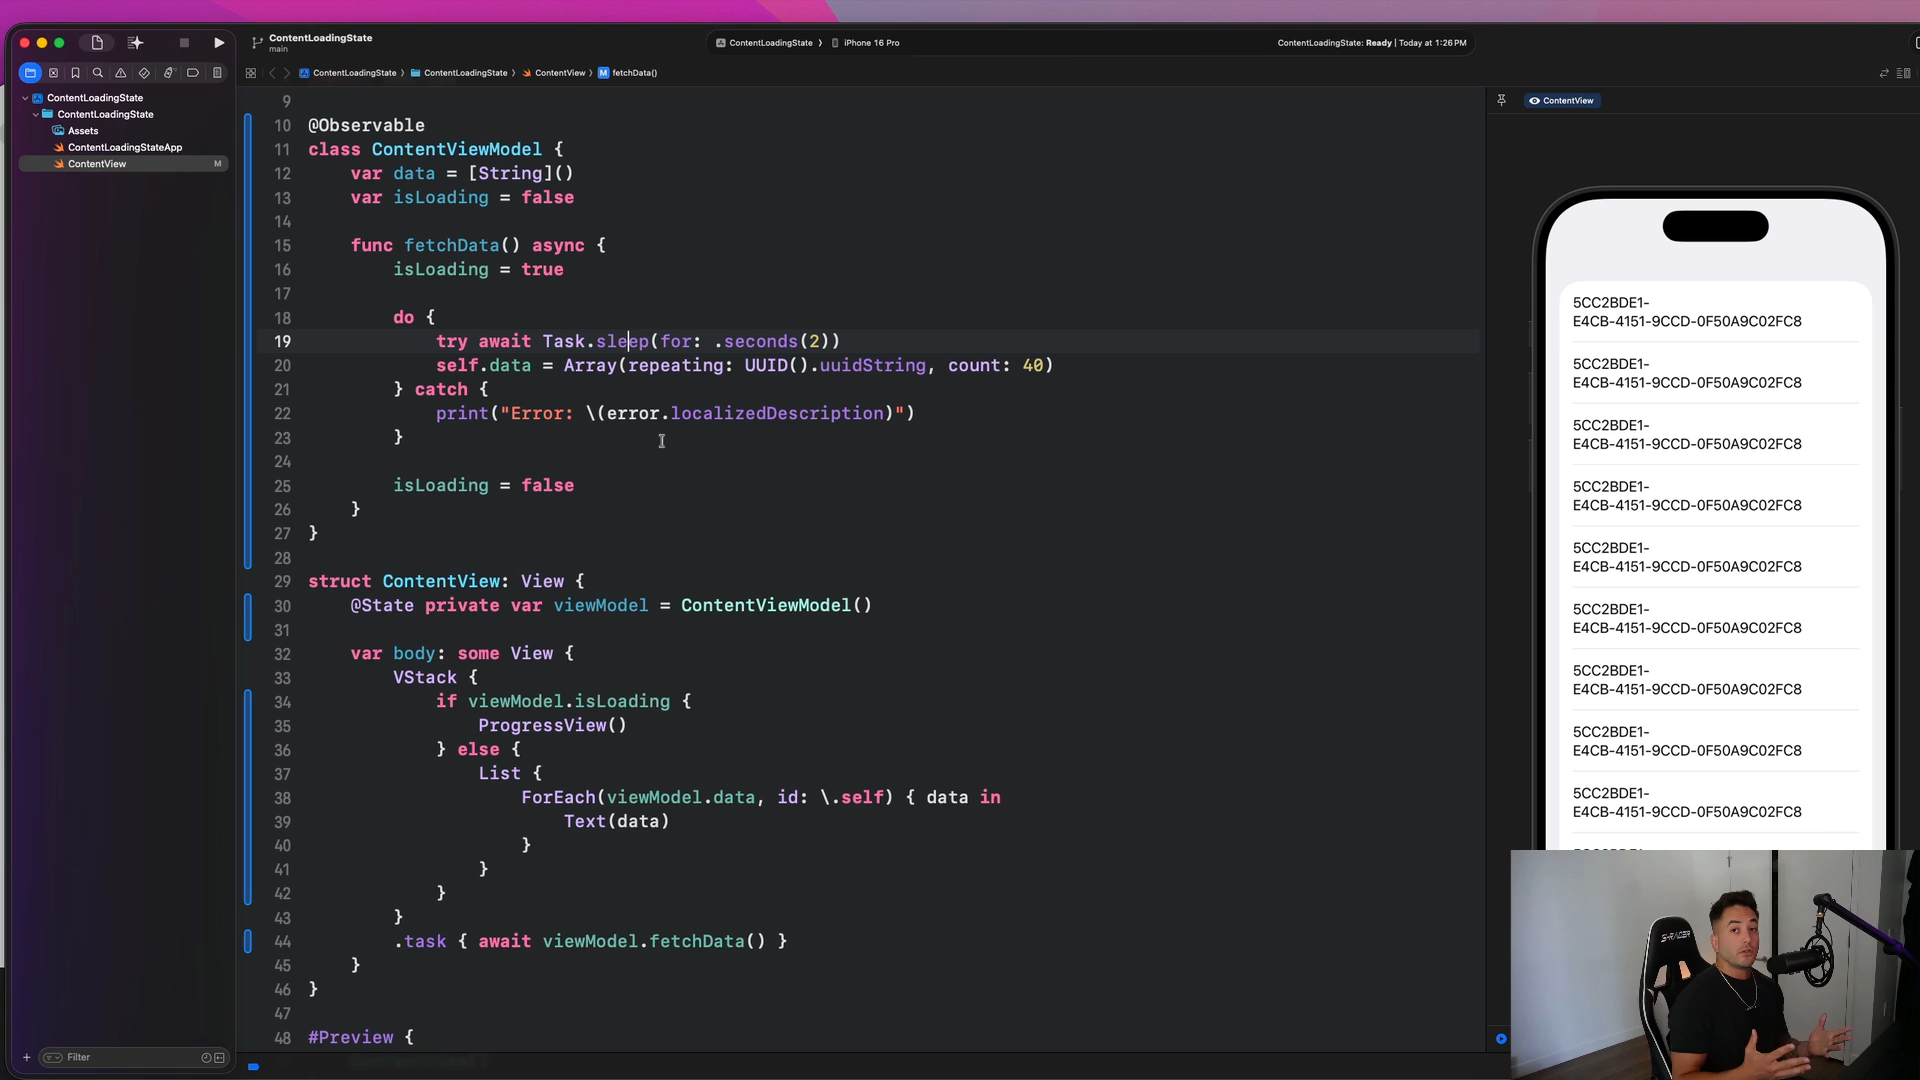 ContentLoadingState
main
ContentLoadingState
iPhone 16 Pro
ContentLoadingState: Ready | Today at 1:26 PM
ContentLoadingState
ContentLoadingState
ContentView
M
fetchData()
ContentLoadingState
ContentLoadingState
Assets
ContentLoadingStateApp
ContentView
M
Filter
9
10 @Observable
11 class ContentViewModel {
12 var data = [String]()
13 var isLoading = false
14
15 func fetchData() async {
16 isLoading = true
17
18 do {
19 try await Task.sleep(for: .seconds(2))
20 self.data = Array(repeating: UUID().uuidString, count: 40)
21 } catch {
22 print("Error: \(error.localizedDescription)")
23 }
24
25 isLoading = false
26 }
27 }
28
29 struct ContentView: View {
30 @State private var viewModel = ContentViewModel()
31
32 var body: some View {
33 VStack {
34 if viewModel.isLoading {
35 ProgressView()
36 } else {
37 List {
38 ForEach(viewModel.data, id: \.self) { data in
39 Text(data)
40 }
41 }
42 }
43 }
44 .task { await viewModel.fetchData() }
45 }
46 }
47
48 #Preview {
ContentView
5CC2BDE1-
E4CB-4151-9CCD-0F50A9C02FC8
5CC2BDE1-
E4CB-4151-9CCD-0F50A9C02FC8
5CC2BDE1-
E4CB-4151-9CCD-0F50A9C02FC8
5CC2BDE1-
E4CB-4151-9CCD-0F50A9C02FC8
5CC2BDE1-
E4CB-4151-9CCD-0F50A9C02FC8
5CC2BDE1-
E4CB-4151-9CCD-0F50A9C02FC8
5CC2BDE1-
E4CB-4151-9CCD-0F50A9C02FC8
5CC2BDE1-
E4CB-4151-9CCD-0F50A9C02FC8
5CC2BDE1-
E4CB-4151-9CCD-0F50A9C02FC8
S-RACER